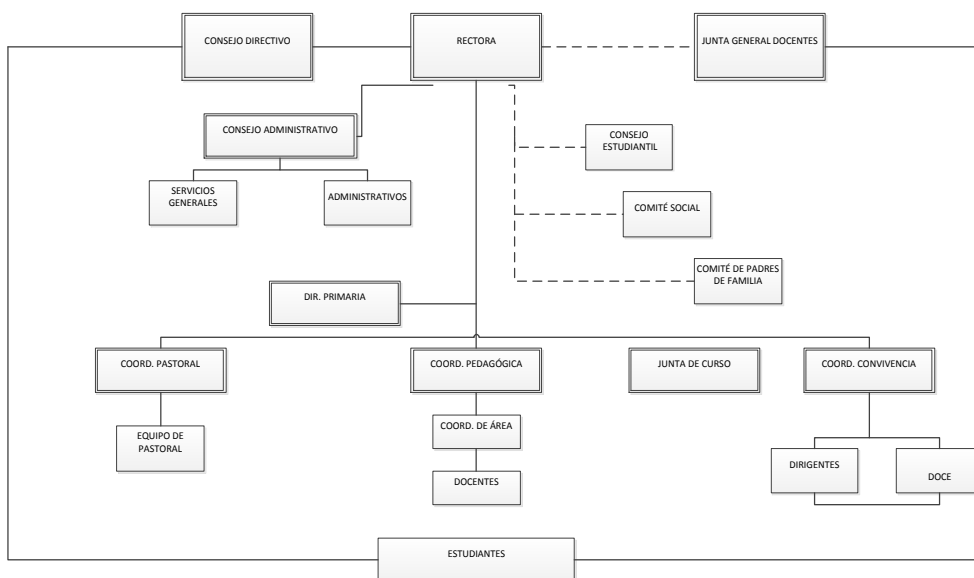 CONSEJO DIRECTIVO
RECTORA
JUNTA GENERAL DOCENTES
CONSEJO ADMINISTRATIVO
CONSEJO
ESTUDIANTIL
SERVICIOS
GENERALES
ADMINISTRATIVOS
COMITÉ SOCIAL
COMITÉ DE PADRES
DE FAMILIA
DIR. PRIMARIA
COORD. PASTORAL
COORD. PEDAGÓGICA
JUNTA DE CURSO
COORD. CONVIVENCIA
COORD. DE ÁREA
EQUIPO DE
PASTORAL
DIRIGENTES
DOCE
DOCENTES
ESTUDIANTES